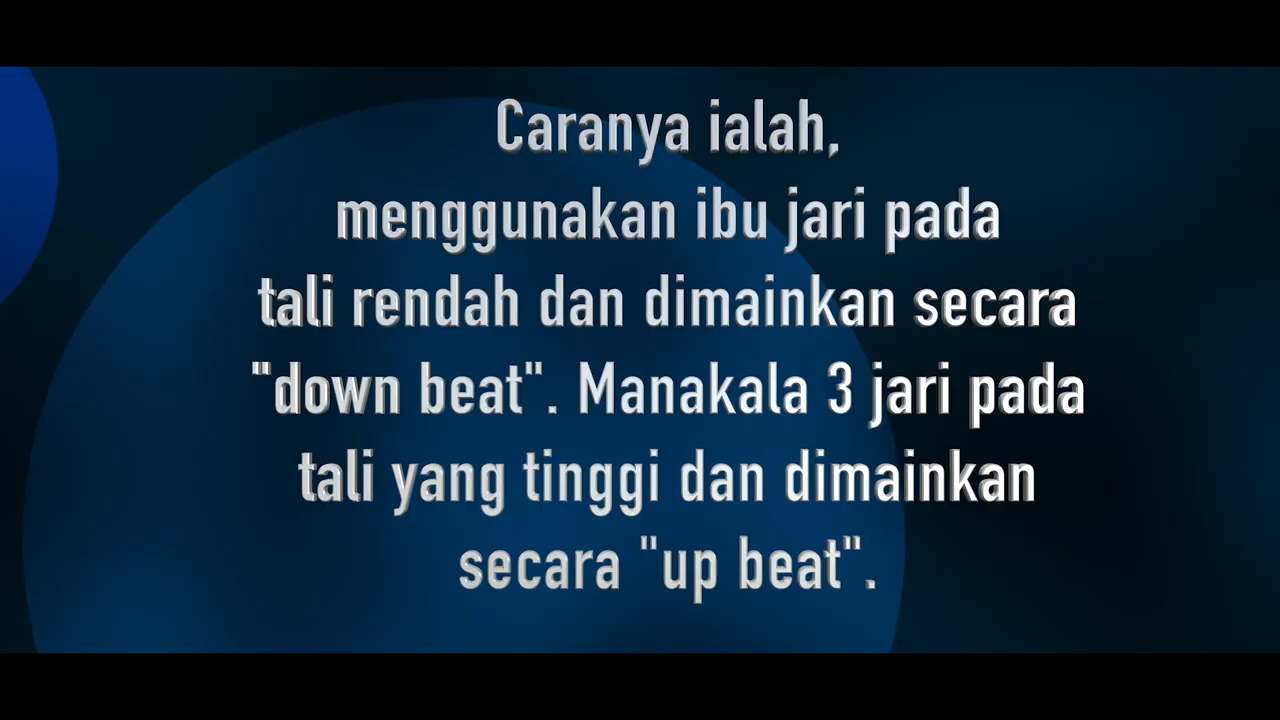 Caranya ialah,
menggunakan ibu jari pada
tali rendah dan dimainkan secara
"down beat". Manakala 3 jari pada
tali yang tinggi dan dimainkan
secara "up beat".